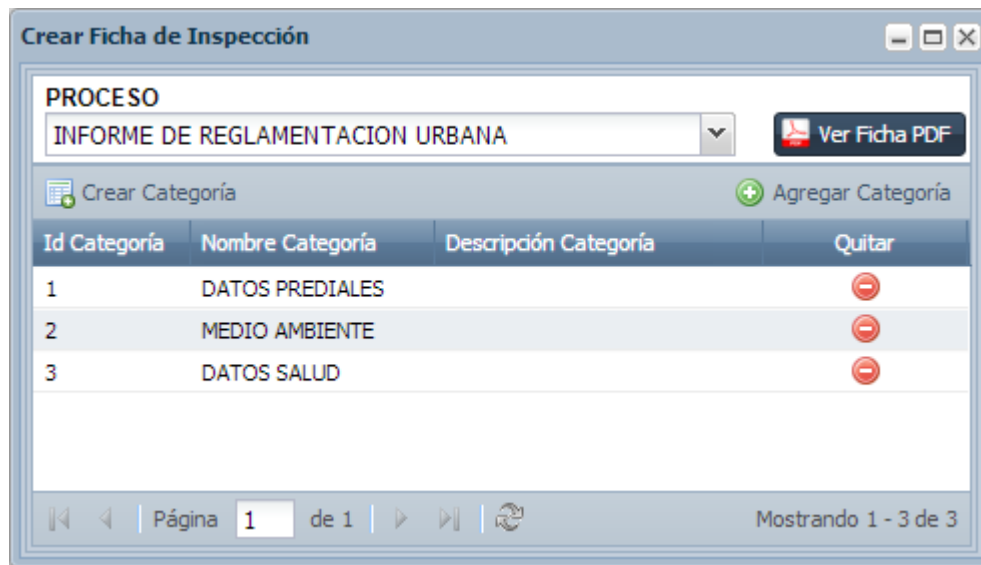 Crear Ficha de Inspección
PROCESO
INFORME DE REGLAMENTACION URBANA
Ver Ficha PDF
Crear Categoría
Agregar Categoría
Id Categoría Nombre Categoría Descripción Categoría Quitar
1 DATOS PREDIALES
2 MEDIO AMBIENTE
3 DATOS SALUD
Página 1 de 1 Mostrando 1 - 3 de 3